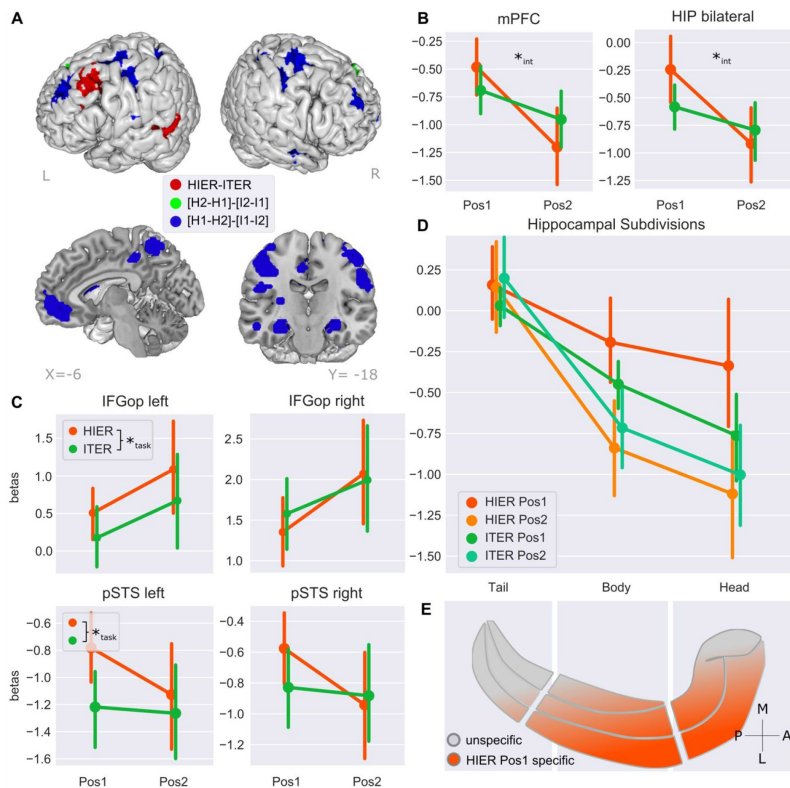 A
L
R
HIER-ITER
[H2-H1]-[I2-I1]
[H1-H2]-[I1-I2]
X=-6
Y= -18
B
mPFC
HIP bilateral
*int
*int
−0.25
−0.50
−0.75
−1.00
−1.25
−1.50
0.00
−0.25
−0.50
−0.75
−1.00
−1.25
Pos1
Pos2
Pos1
Pos2
C
IFGop left
IFGop right
HIER
ITER
*task
betas
1.5
1.0
0.5
0.0
2.5
2.0
1.5
1.0
pSTS left
pSTS right
*task
betas
−0.6
−0.8
−1.0
−1.2
−1.4
−1.6
−0.4
−0.6
−0.8
−1.0
−1.2
Pos1
Pos2
Pos1
Pos2
D
Hippocampal Subdivisions
0.25
0.00
−0.25
−0.50
−0.75
−1.00
−1.25
−1.50
HIER Pos1
HIER Pos2
ITER Pos1
ITER Pos2
Tail
Body
Head
E
unspecific
HIER Pos1 specific
M
P
A
L